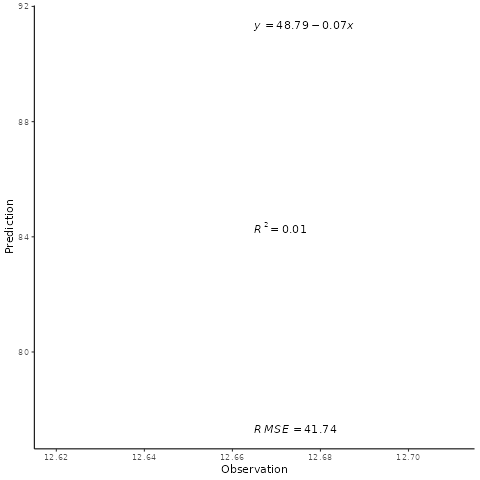 92
y = 48.79 − 0.07x
88
Prediction
R² = 0.01
84
80
RMSE = 41.74
12.62 12.64 12.66 12.68 12.70
Observation